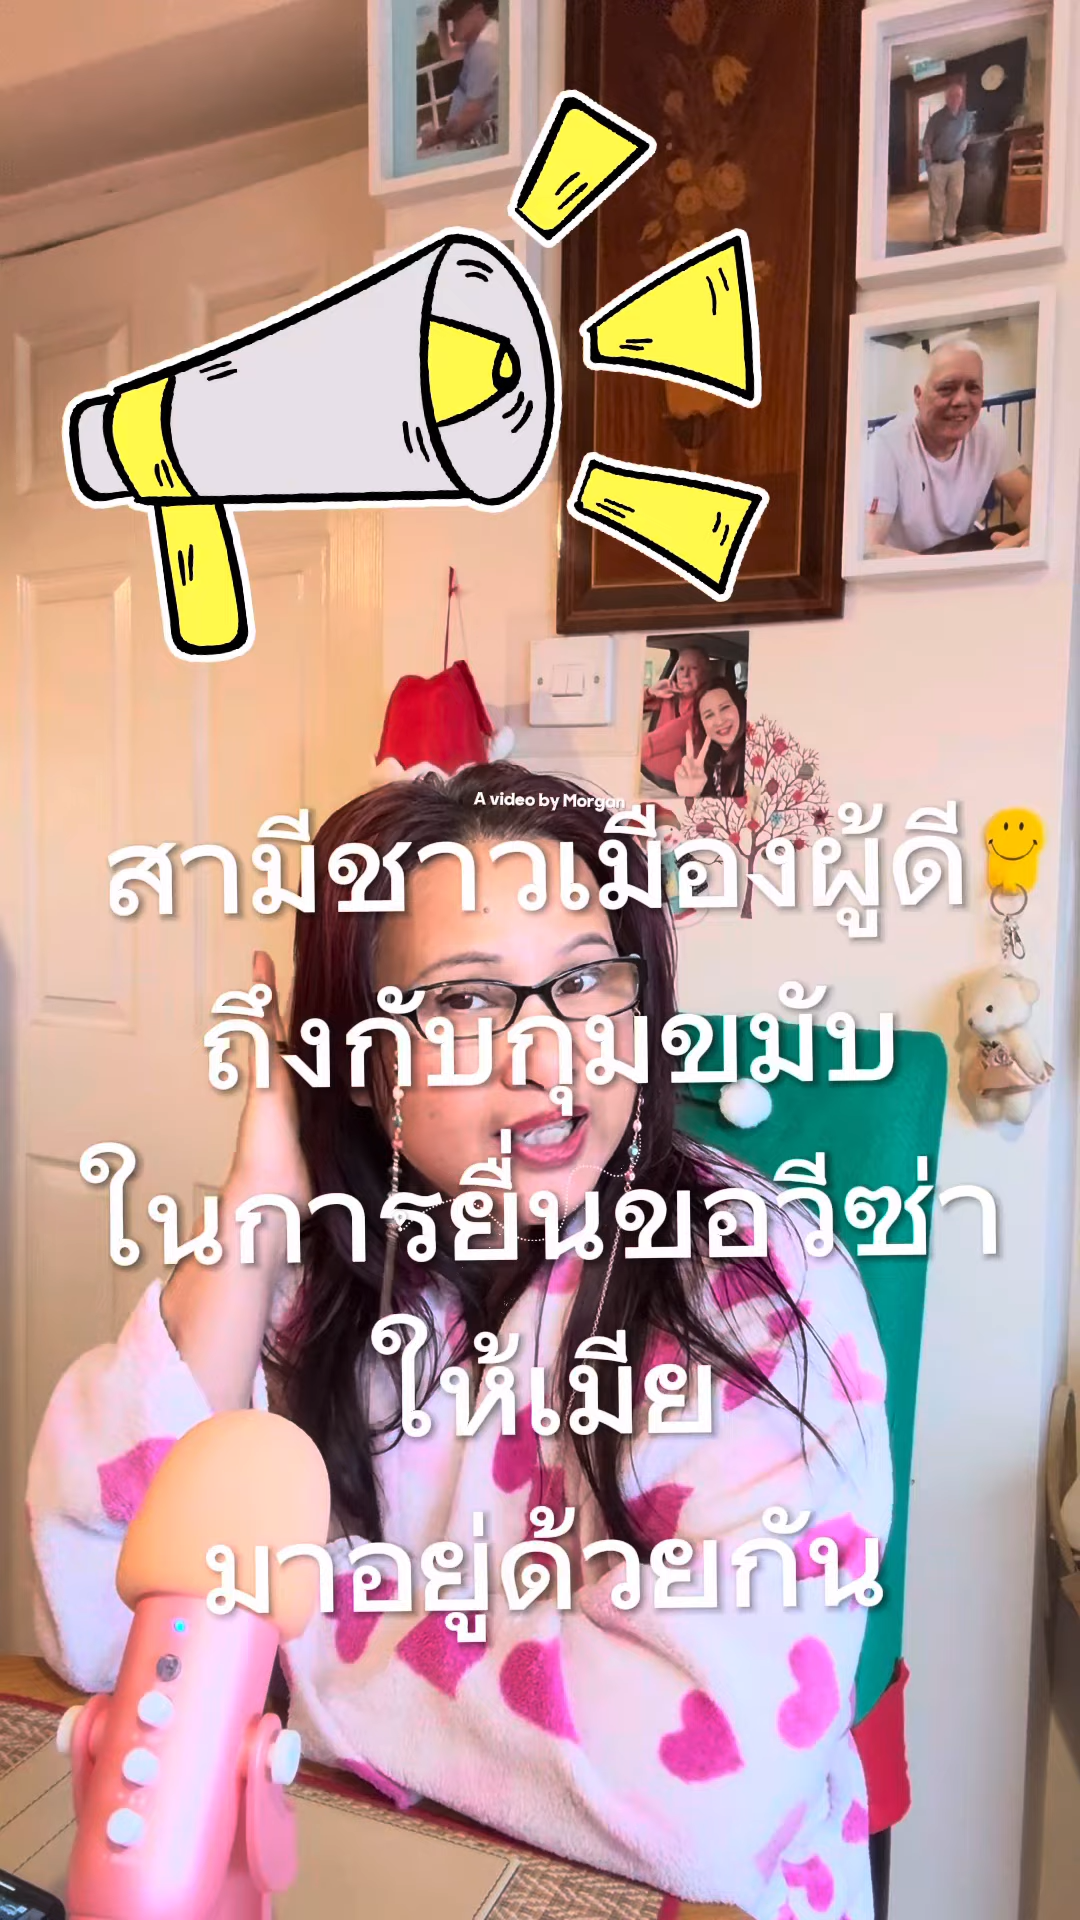 A video by Morgan
สามีชาวเมืองผู้ดี
ถึงกับกุมขมับ
ในการยื่นขอวีซ่า
ให้เมีย
มาอยู่ด้วยกัน